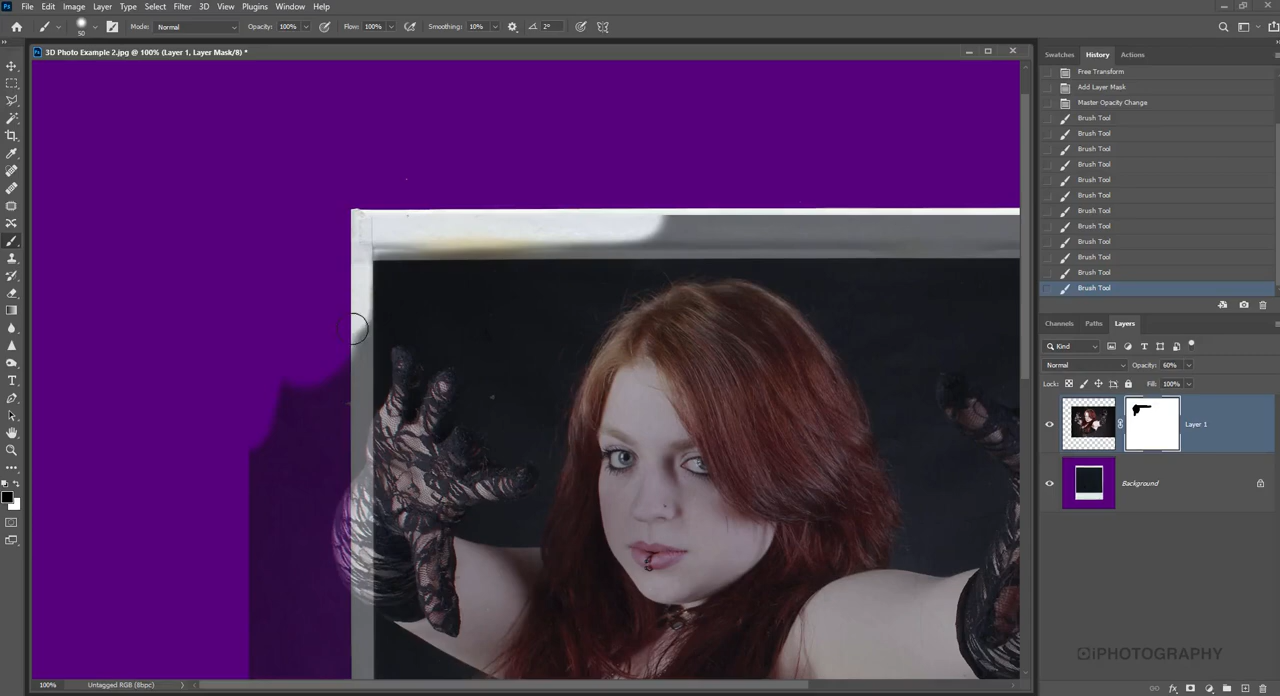 File Edit Image Layer Type Select Filter 3D View Plugins Window Help
50 Mode: Normal Opacity: 100% Flow: 100% Smoothing: 10% 2°
3D Photo Example 2.jpg @ 100% (Layer 1, Layer Mask/8) *
Swatches History Actions
Free Transform
Add Layer Mask
Master Opacity Change
Brush Tool
Brush Tool
Brush Tool
Brush Tool
Brush Tool
Brush Tool
Brush Tool
Brush Tool
Brush Tool
Brush Tool
Brush Tool
Brush Tool
Channels Paths Layers
Kind
Normal Opacity: 60%
Lock: Fill: 100%
Layer 1
Background
iPHOTOGRAPHY
100% Untagged RGB (8bpc)